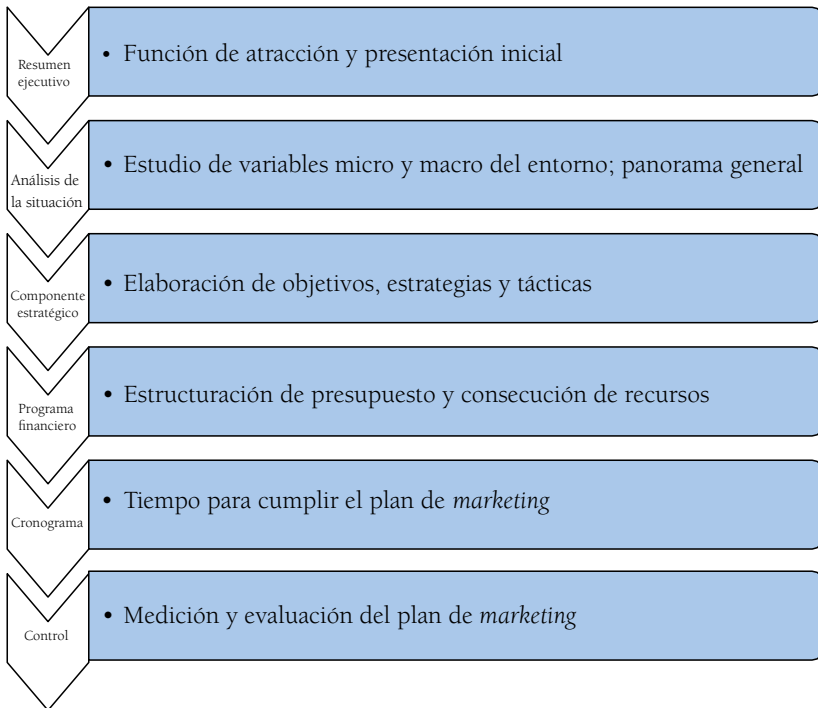 Resumen
ejecutivo
• Función de atracción y presentación inicial
Análisis de
la situación
• Estudio de variables micro y macro del entorno; panorama general
Componente
estratégico
• Elaboración de objetivos, estrategias y tácticas
Programa
financiero
• Estructuración de presupuesto y consecución de recursos
Cronograma
• Tiempo para cumplir el plan de marketing
Control
• Medición y evaluación del plan de marketing